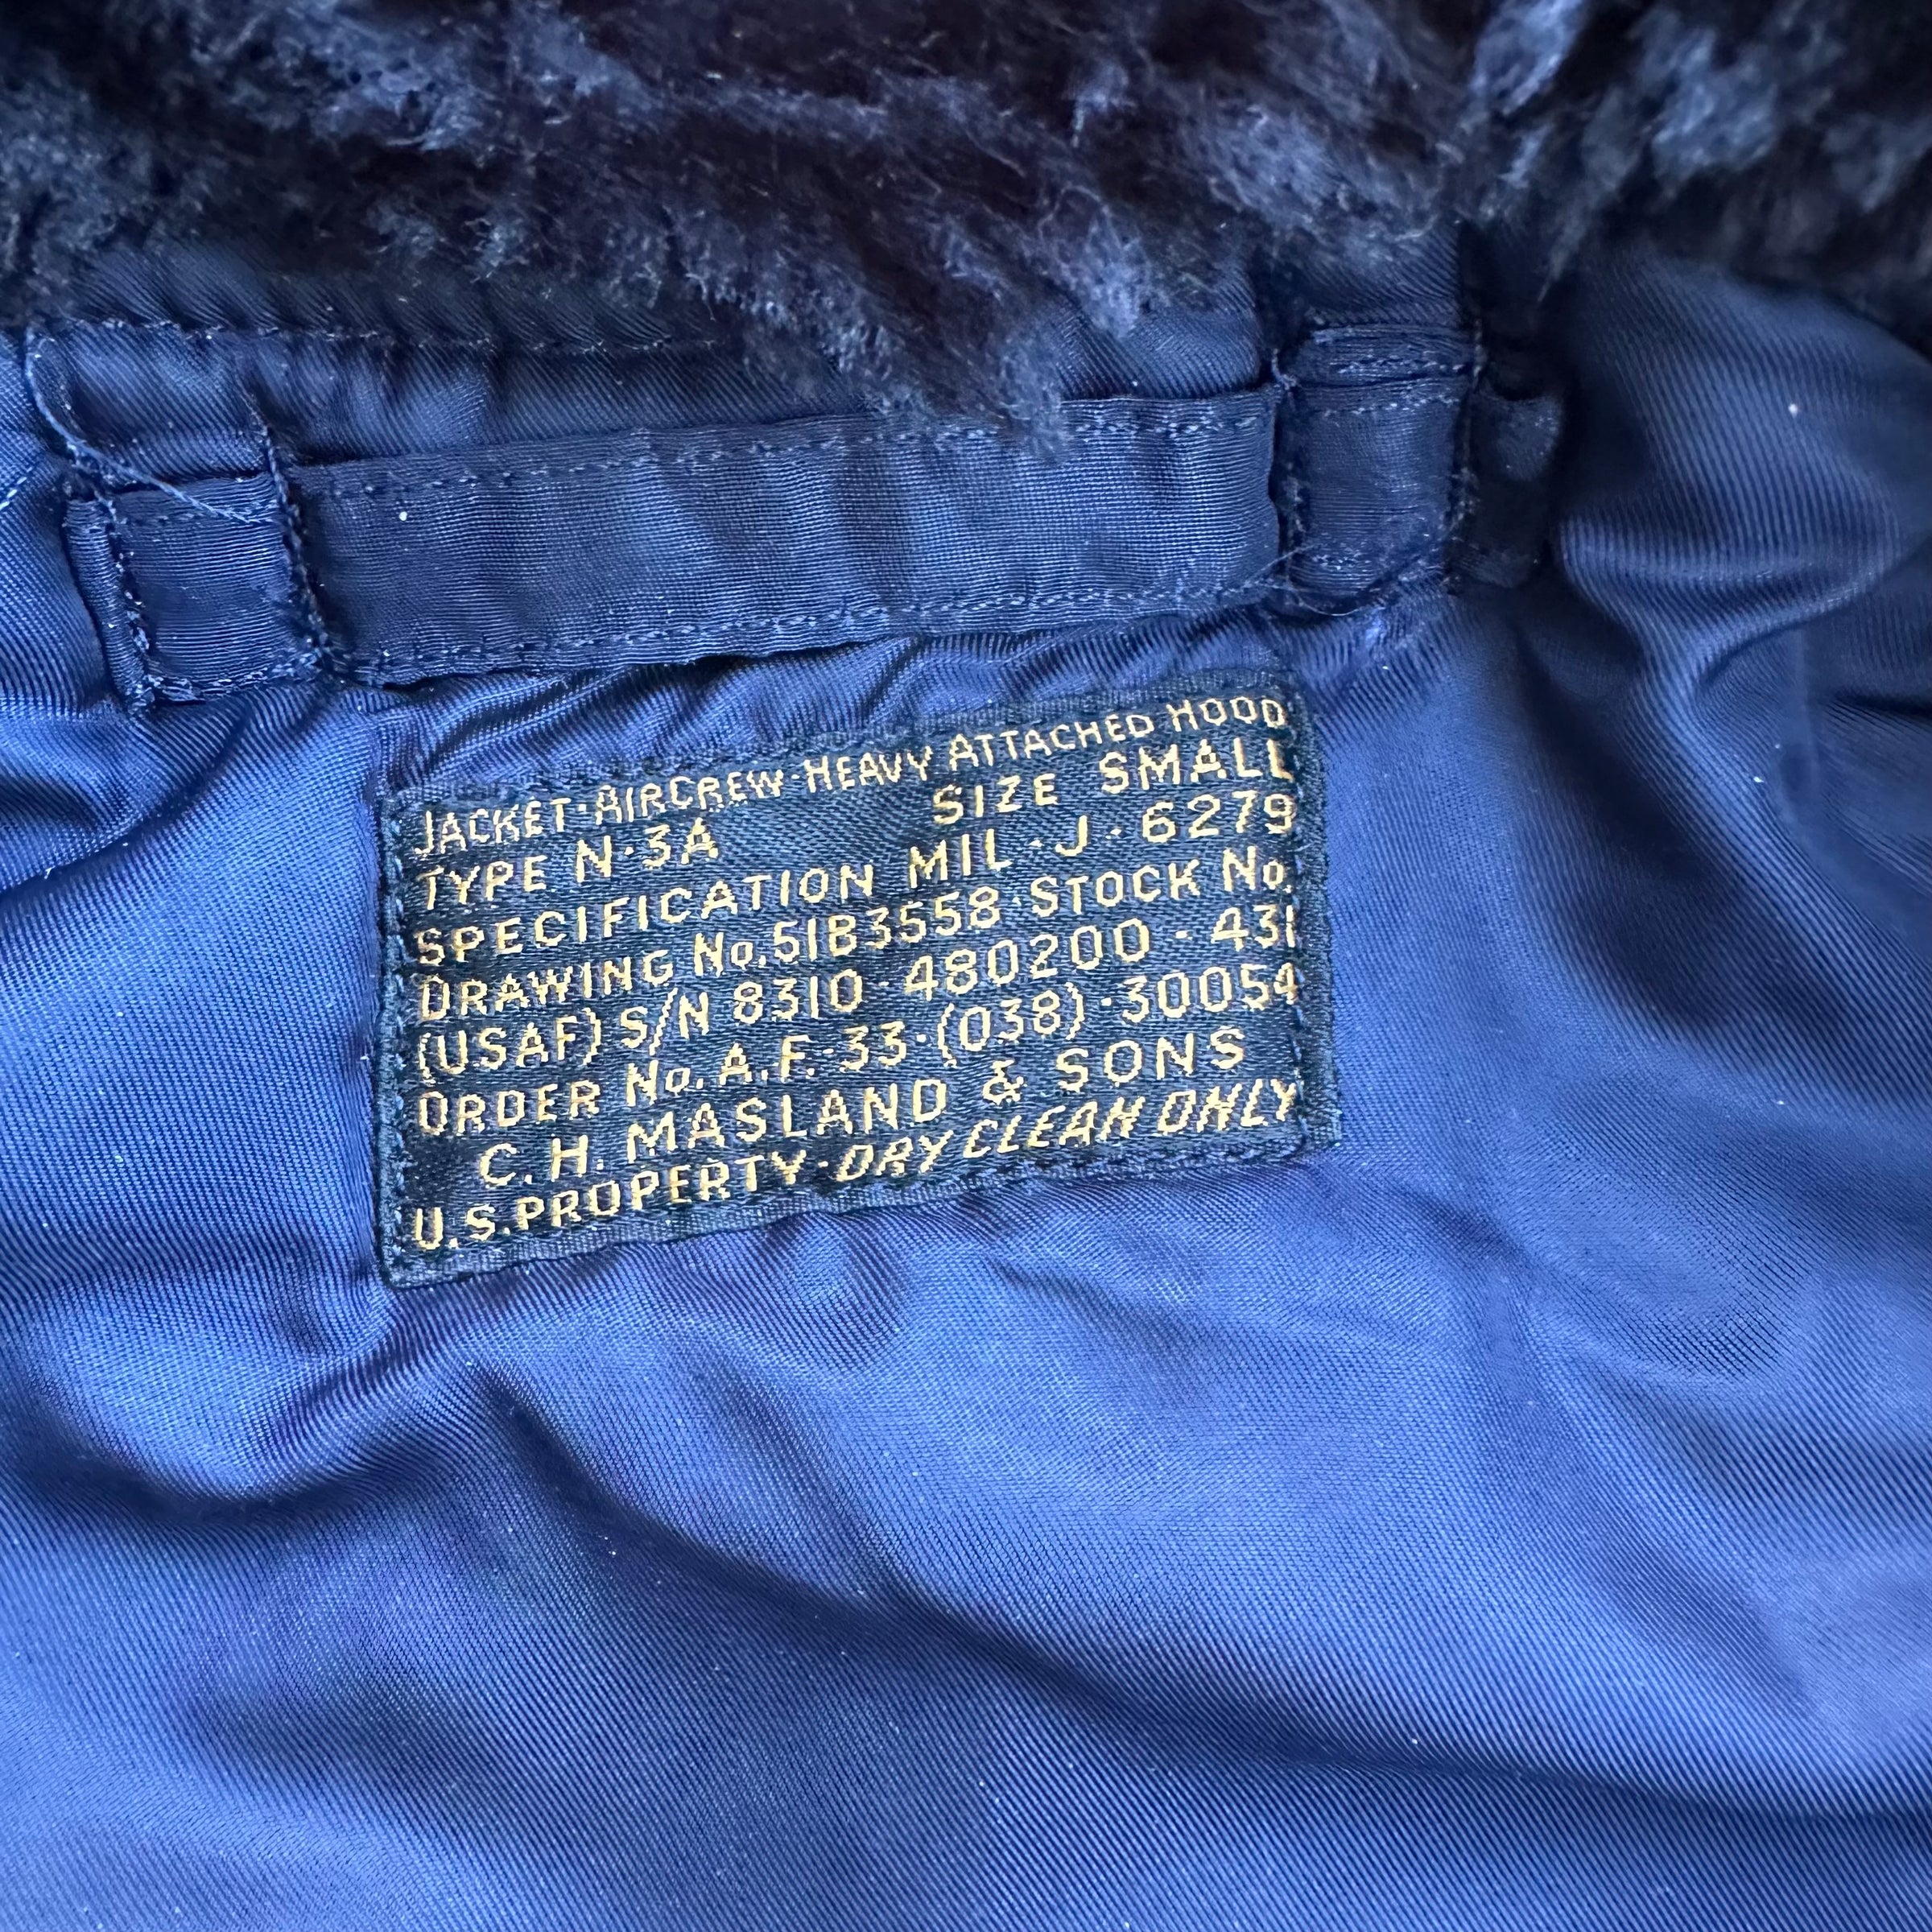 JACKET-AIRCREW-HEAVY ATTACHED HOOD
TYPE N-3A SIZE SMALL
SPECIFICATION MIL-J-6279
DRAWING No. 51B3558-STOCK No.
(USAF) S/N 8310-480200-431
ORDER No. A.F.-33-(038)-30054
C. H. MASLAND & SONS
U.S. PROPERTY-DRY CLEAN ONLY